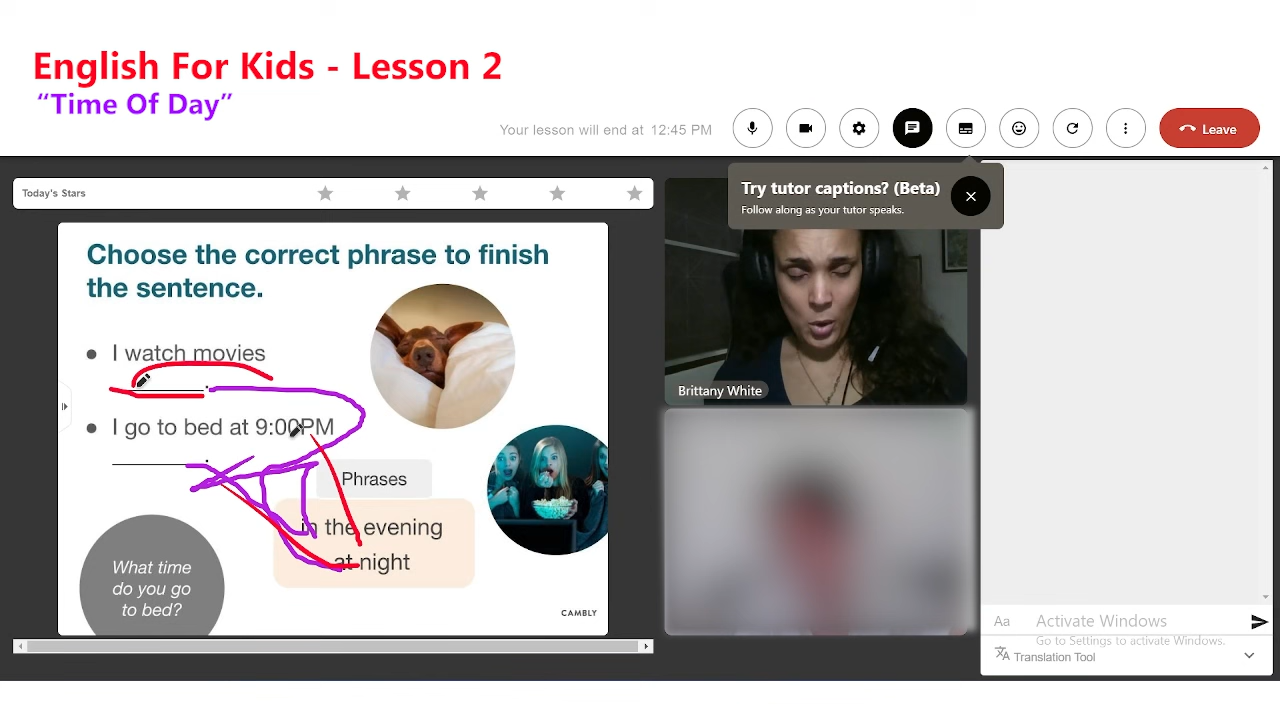 English For Kids - Lesson 2
“Time Of Day”
Your lesson will end at 12:45 PM
Leave
Try tutor captions? (Beta)
Follow along as your tutor speaks.
Today's Stars
Choose the correct phrase to finish
the sentence.
● I watch movies
____________.
● I go to bed at 9:00PM
____________.
Phrases
in the evening
at night
What time
do you go
to bed?
CAMBLY
Brittany White
Aa
Activate Windows
Go to Settings to activate Windows.
Translation Tool